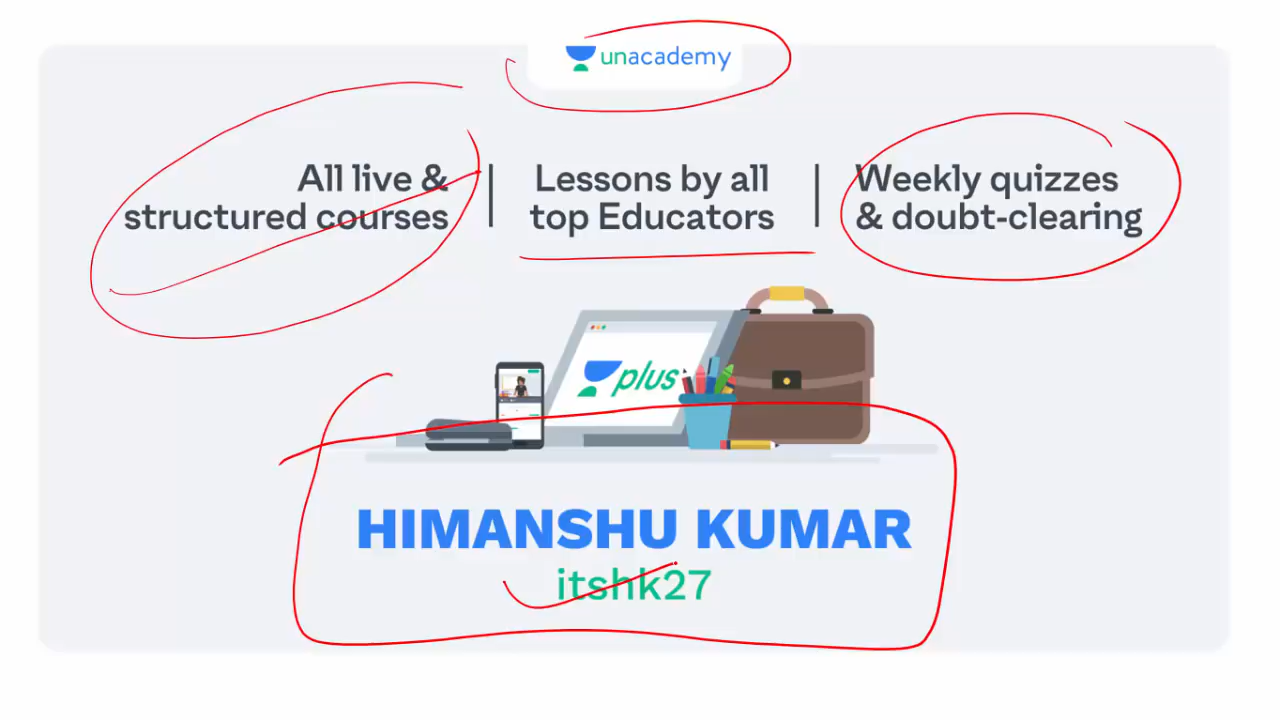 unacademy
All live &
structured courses
Lessons by all
top Educators
Weekly quizzes
& doubt-clearing
plus
HIMANSHU KUMAR
itshk27